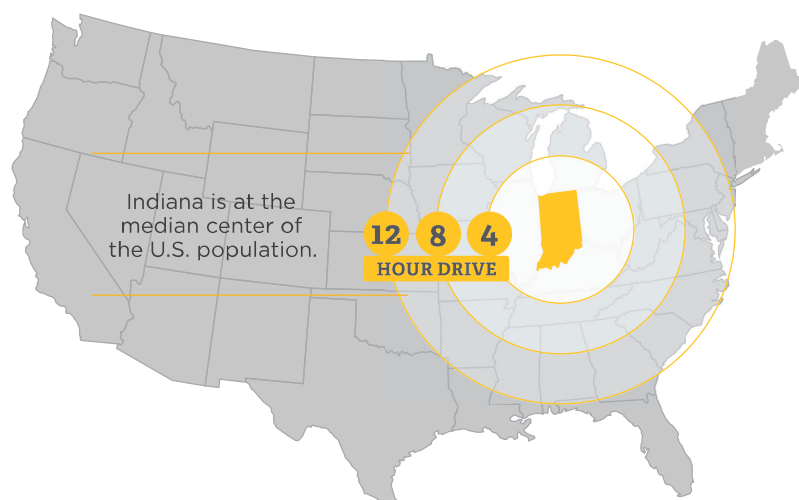 Indiana is at the
median center of
the U.S. population.
12 8 4
HOUR DRIVE